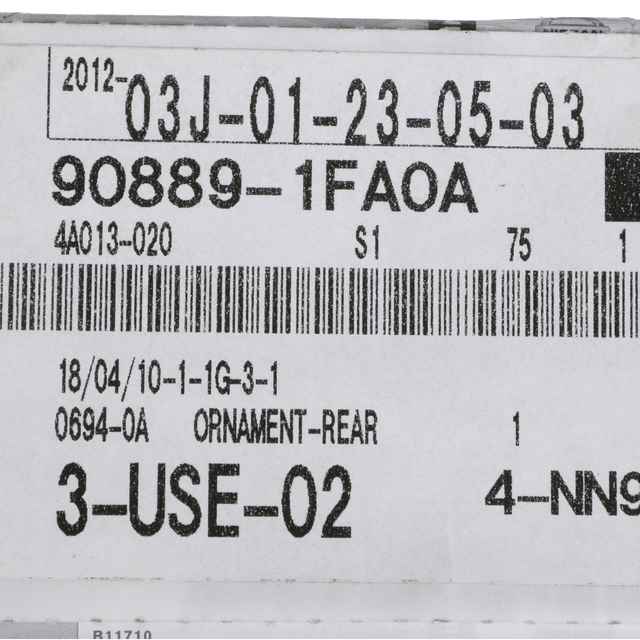 2012-03J-01-23-05-03
90889-1FA0A
4A013-020 S1 75 1
18/04/10-1-1G-3-1
0694-0A ORNAMENT-REAR 1
3-USE-02 4-NN9
B11710